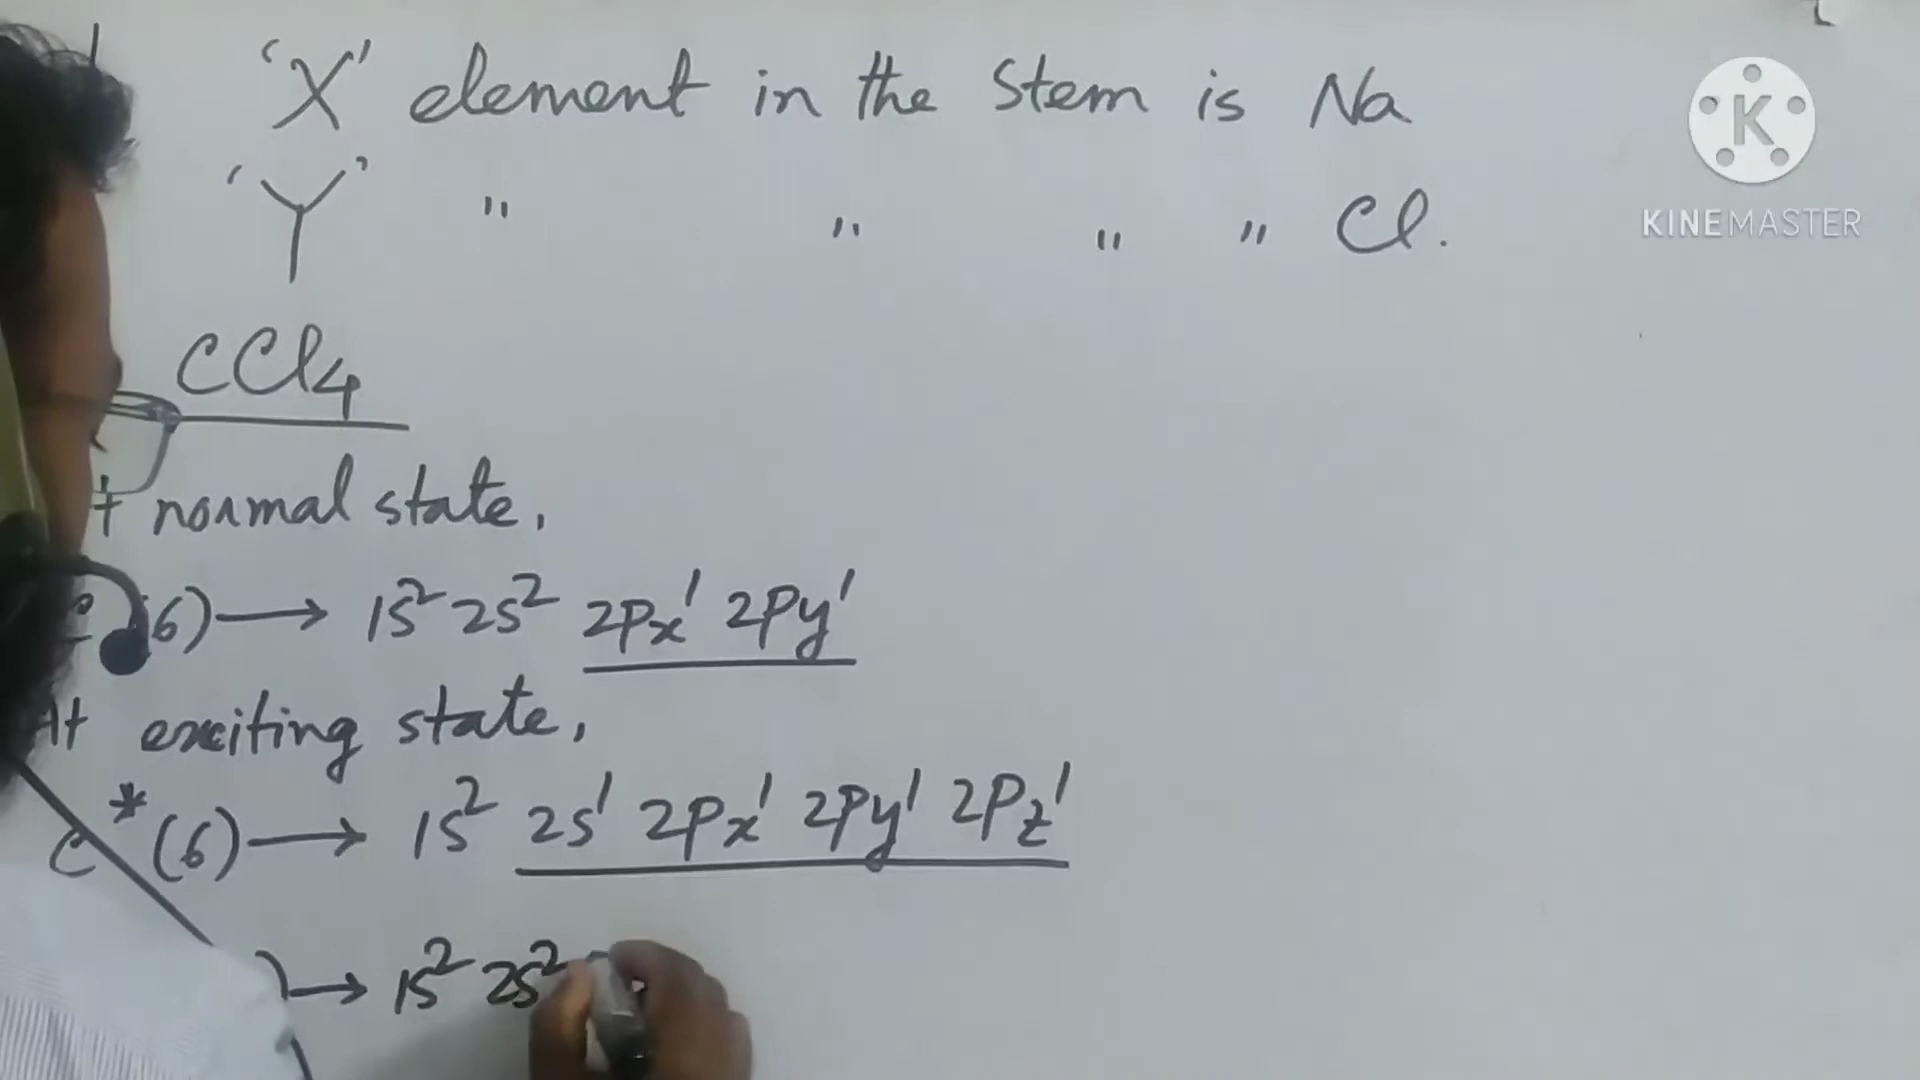 'X' element in the Stem is Na
'Y' " " " " Cl.
KINEMASTER
CCl4
normal state,
(6) → 1s² 2s² 2Px¹ 2Py¹
At exciting state,
C*(6) → 1s² 2s¹ 2Px¹ 2Py¹ 2Pz¹
) → 1s² 2s²